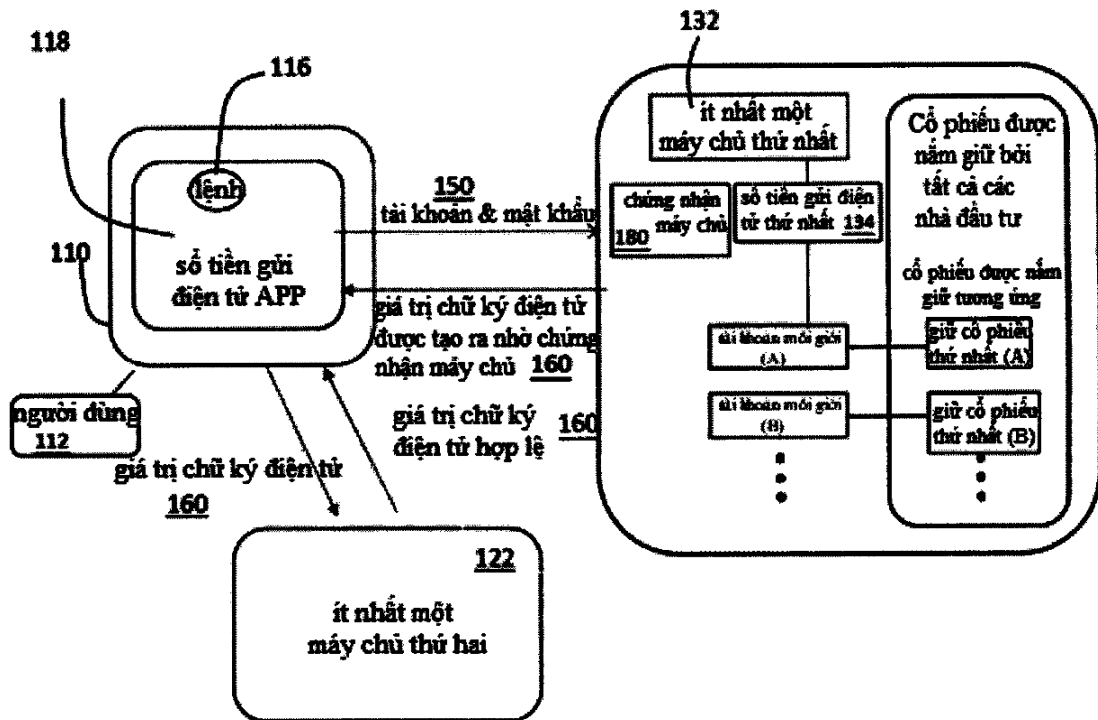 118
116
lệnh
110
số tiền gửi
điện tử APP
người dùng
112
150
tài khoản & mật khẩu
giá trị chữ ký điện tử
được tạo ra nhờ chứng
nhận máy chủ 160
giá trị chữ ký
điện tử hợp lệ 160
giá trị chữ ký điện tử
160
122
ít nhất một
máy chủ thứ hai
132
ít nhất một
máy chủ thứ nhất
chứng nhận
180 máy chủ
số tiền gửi điện
tử thứ nhất 134
tài khoản môi giới
(A)
tài khoản môi giới
(B)
Cổ phiếu được
nắm giữ bởi
tất cả các
nhà đầu tư
cổ phiếu được nắm
giữ tương ứng
giữ cổ phiếu
thứ nhất (A)
giữ cổ phiếu
thứ nhất (B)